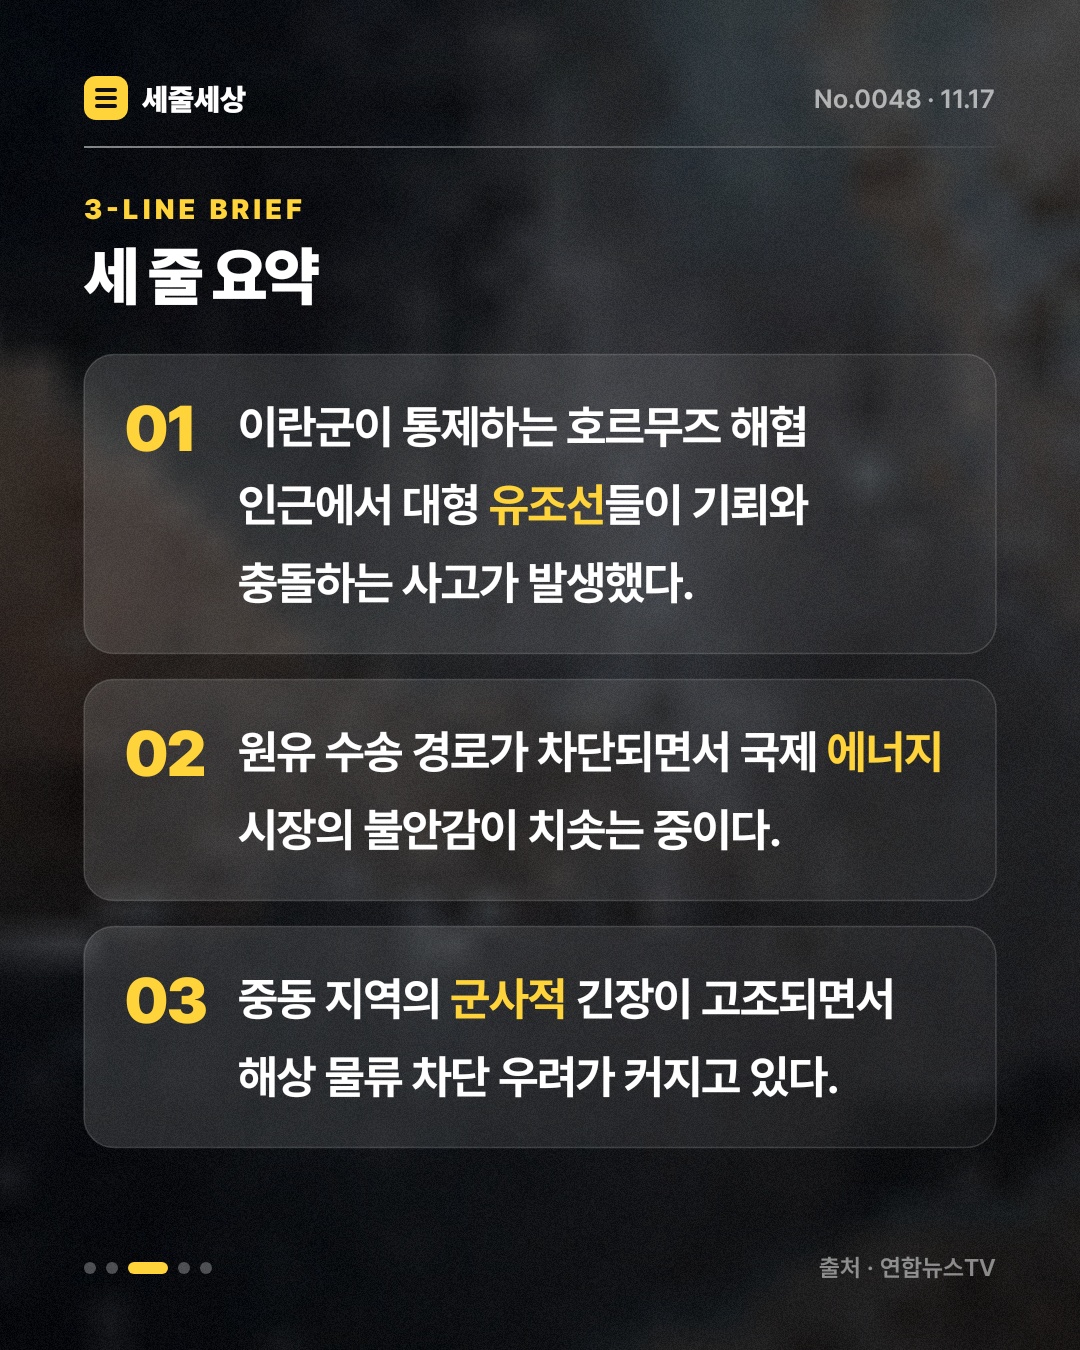 세줄세상
No.0048 · 11.17
3-LINE BRIEF
세 줄 요약
01
이란군이 통제하는 호르무즈 해협
인근에서 대형 유조선들이 기뢰와
충돌하는 사고가 발생했다.
02
원유 수송 경로가 차단되면서 국제 에너지
시장의 불안감이 치솟는 중이다.
03
중동 지역의 군사적 긴장이 고조되면서
해상 물류 차단 우려가 커지고 있다.
출처 · 연합뉴스TV